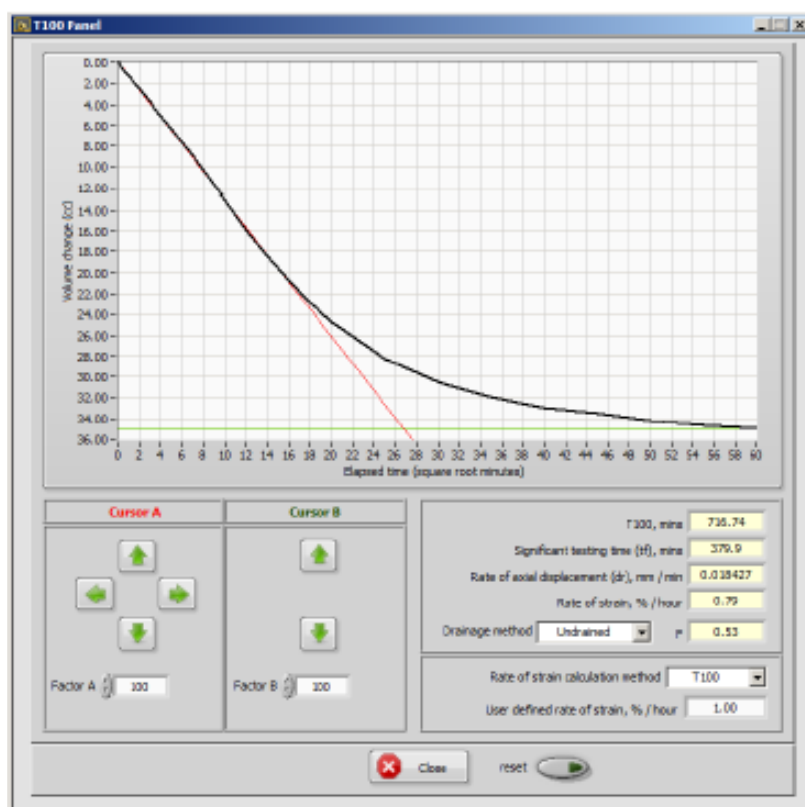 T100 Panel
0.00
2.00
4.00
6.00
8.00
10.00
12.00
14.00
16.00
18.00
20.00
22.00
24.00
26.00
28.00
30.00
32.00
34.00
36.00
Volume change (cc)
0 2 4 6 8 10 12 14 16 18 20 22 24 26 28 30 32 34 36 38 40 42 44 46 48 50 52 54 56 58 60
Elapsed time (square root minutes)
Cursor A
Cursor B
Factor A 100
Factor B 100
T100, mins 716.74
Significant testing time (tf), mins 379.9
Rate of axial displacement (dr), mm / min 0.018427
Rate of strain, % / hour 0.79
Drainage method Undrained F 0.53
Rate of strain calculation method T100
User defined rate of strain, % / hour 1.00
Close
reset